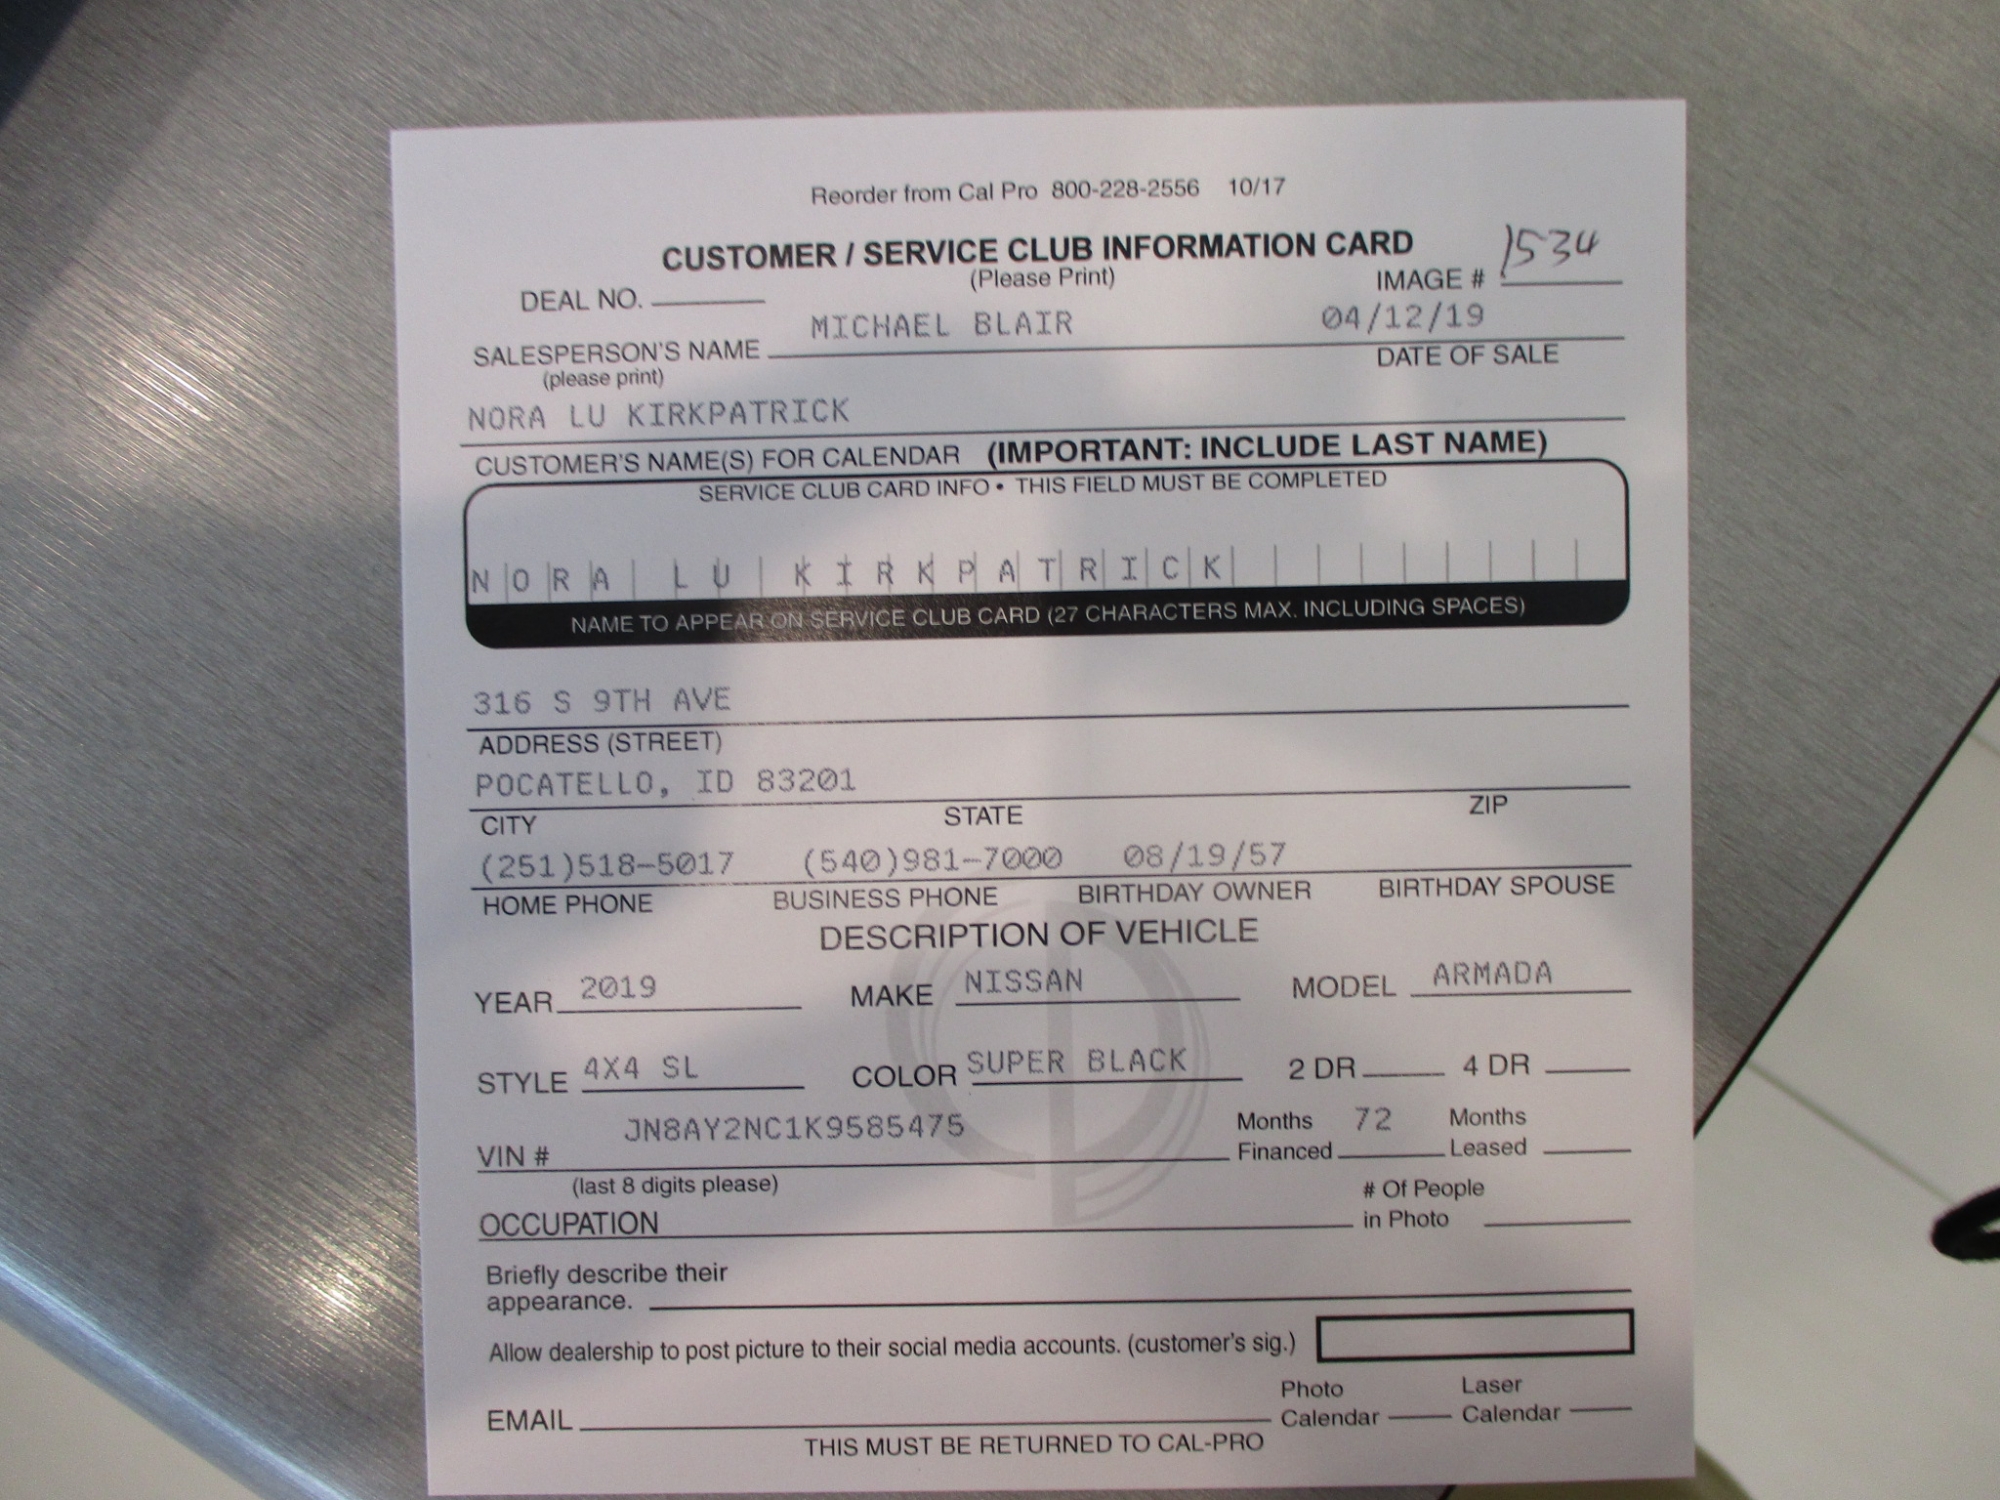 Reorder from Cal Pro 800-228-2556 10/17
CUSTOMER / SERVICE CLUB INFORMATION CARD
(Please Print)
DEAL NO.
IMAGE # 1534
SALESPERSON'S NAME MICHAEL BLAIR 04/12/19
(please print)
DATE OF SALE
NORA LU KIRKPATRICK
CUSTOMER'S NAME(S) FOR CALENDAR (IMPORTANT: INCLUDE LAST NAME)
SERVICE CLUB CARD INFO • THIS FIELD MUST BE COMPLETED
NORA LU KIRKPATRICK
NAME TO APPEAR ON SERVICE CLUB CARD (27 CHARACTERS MAX. INCLUDING SPACES)
316 S 9TH AVE
ADDRESS (STREET)
POCATELLO, ID 83201
CITY STATE ZIP
(251)518-5017 (540)981-7000 08/19/57
HOME PHONE BUSINESS PHONE BIRTHDAY OWNER BIRTHDAY SPOUSE
DESCRIPTION OF VEHICLE
YEAR 2019 MAKE NISSAN MODEL ARMADA
STYLE 4X4 SL COLOR SUPER BLACK 2 DR 4 DR
VIN # JN8AY2NC1K9585475 Months Financed 72 Months Leased
(last 8 digits please)
OCCUPATION # Of People in Photo
Briefly describe their
appearance.
Allow dealership to post picture to their social media accounts. (customer's sig.)
EMAIL Photo Calendar Laser Calendar
THIS MUST BE RETURNED TO CAL-PRO